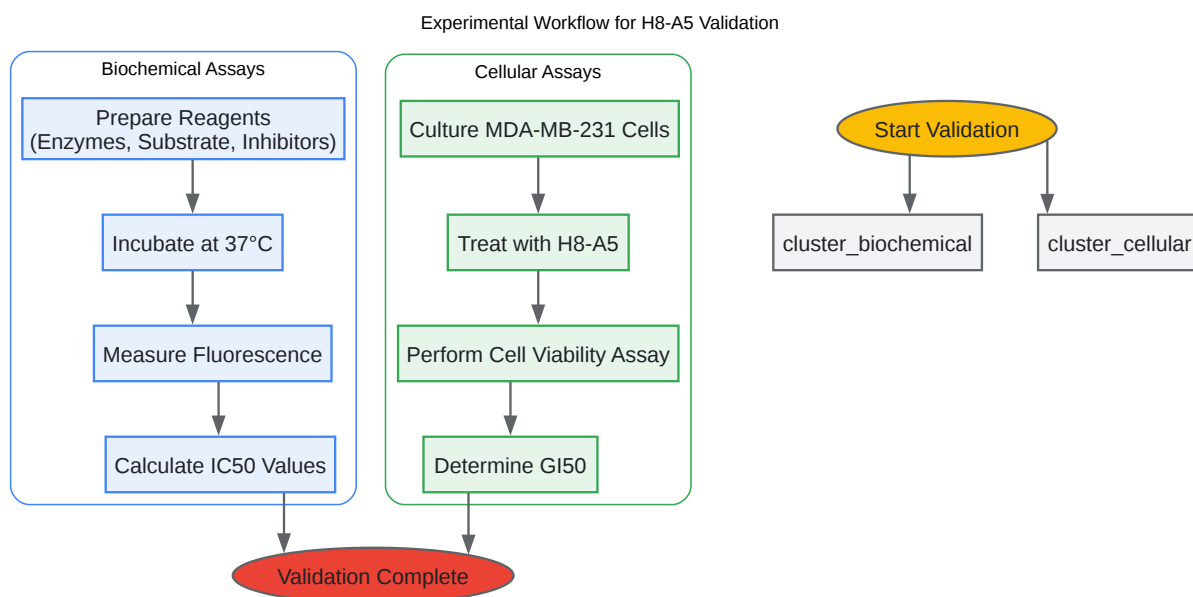 Experimental Workflow for H8-A5 Validation
Biochemical Assays
Prepare Reagents
(Enzymes, Substrate, Inhibitors)
Incubate at 37°C
Measure Fluorescence
Calculate IC50 Values
Cellular Assays
Culture MDA-MB-231 Cells
Treat with H8-A5
Perform Cell Viability Assay
Determine GI50
Validation Complete
Start Validation
cluster_biochemical
cluster_cellular